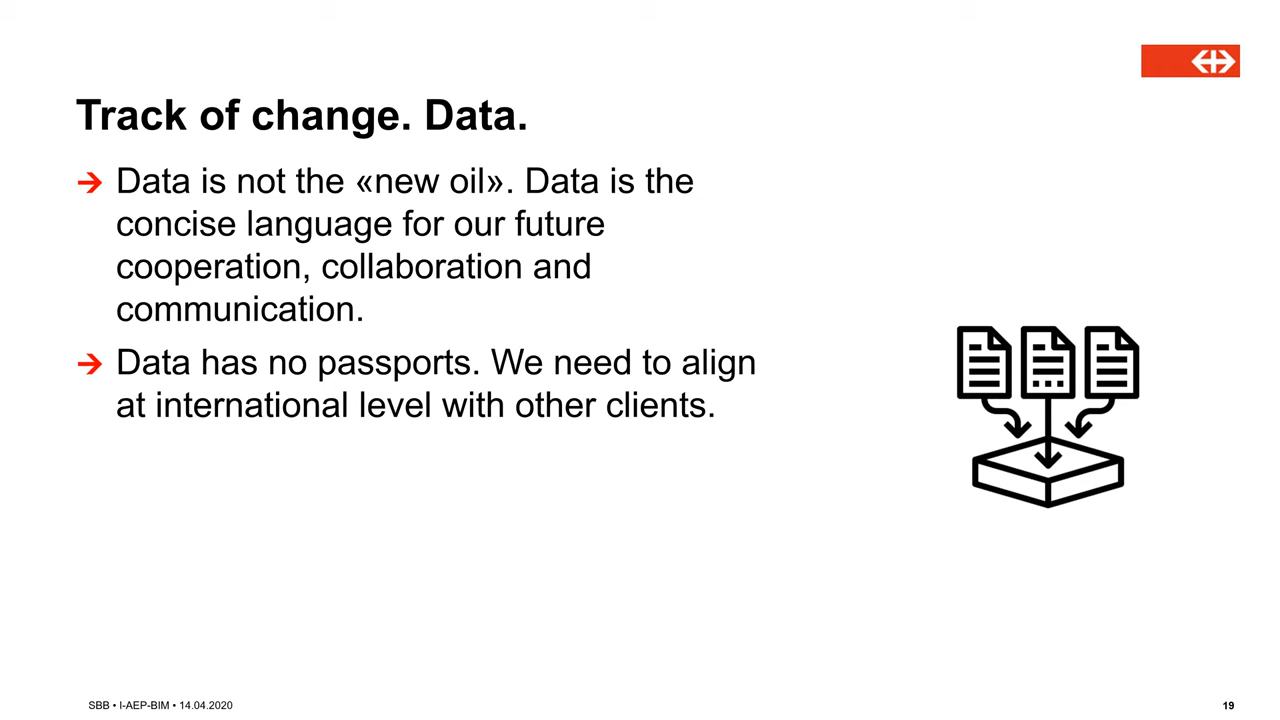 Track of change. Data.
→ Data is not the «new oil». Data is the
concise language for our future
cooperation, collaboration and
communication.
→ Data has no passports. We need to align
at international level with other clients.
SBB • I-AEP-BIM • 14.04.2020
19